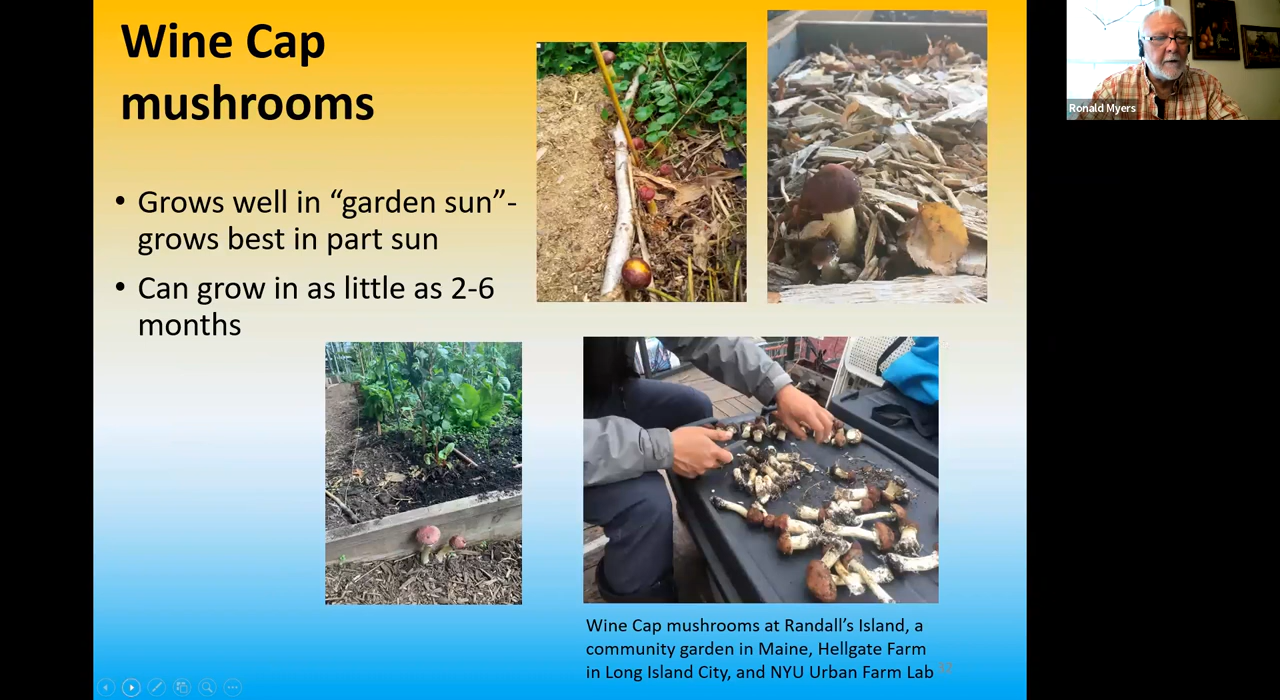 Wine Cap
mushrooms
• Grows well in “garden sun”-
grows best in part sun
• Can grow in as little as 2-6
months
Wine Cap mushrooms at Randall’s Island, a
community garden in Maine, Hellgate Farm
in Long Island City, and NYU Urban Farm Lab
Ronald Myers